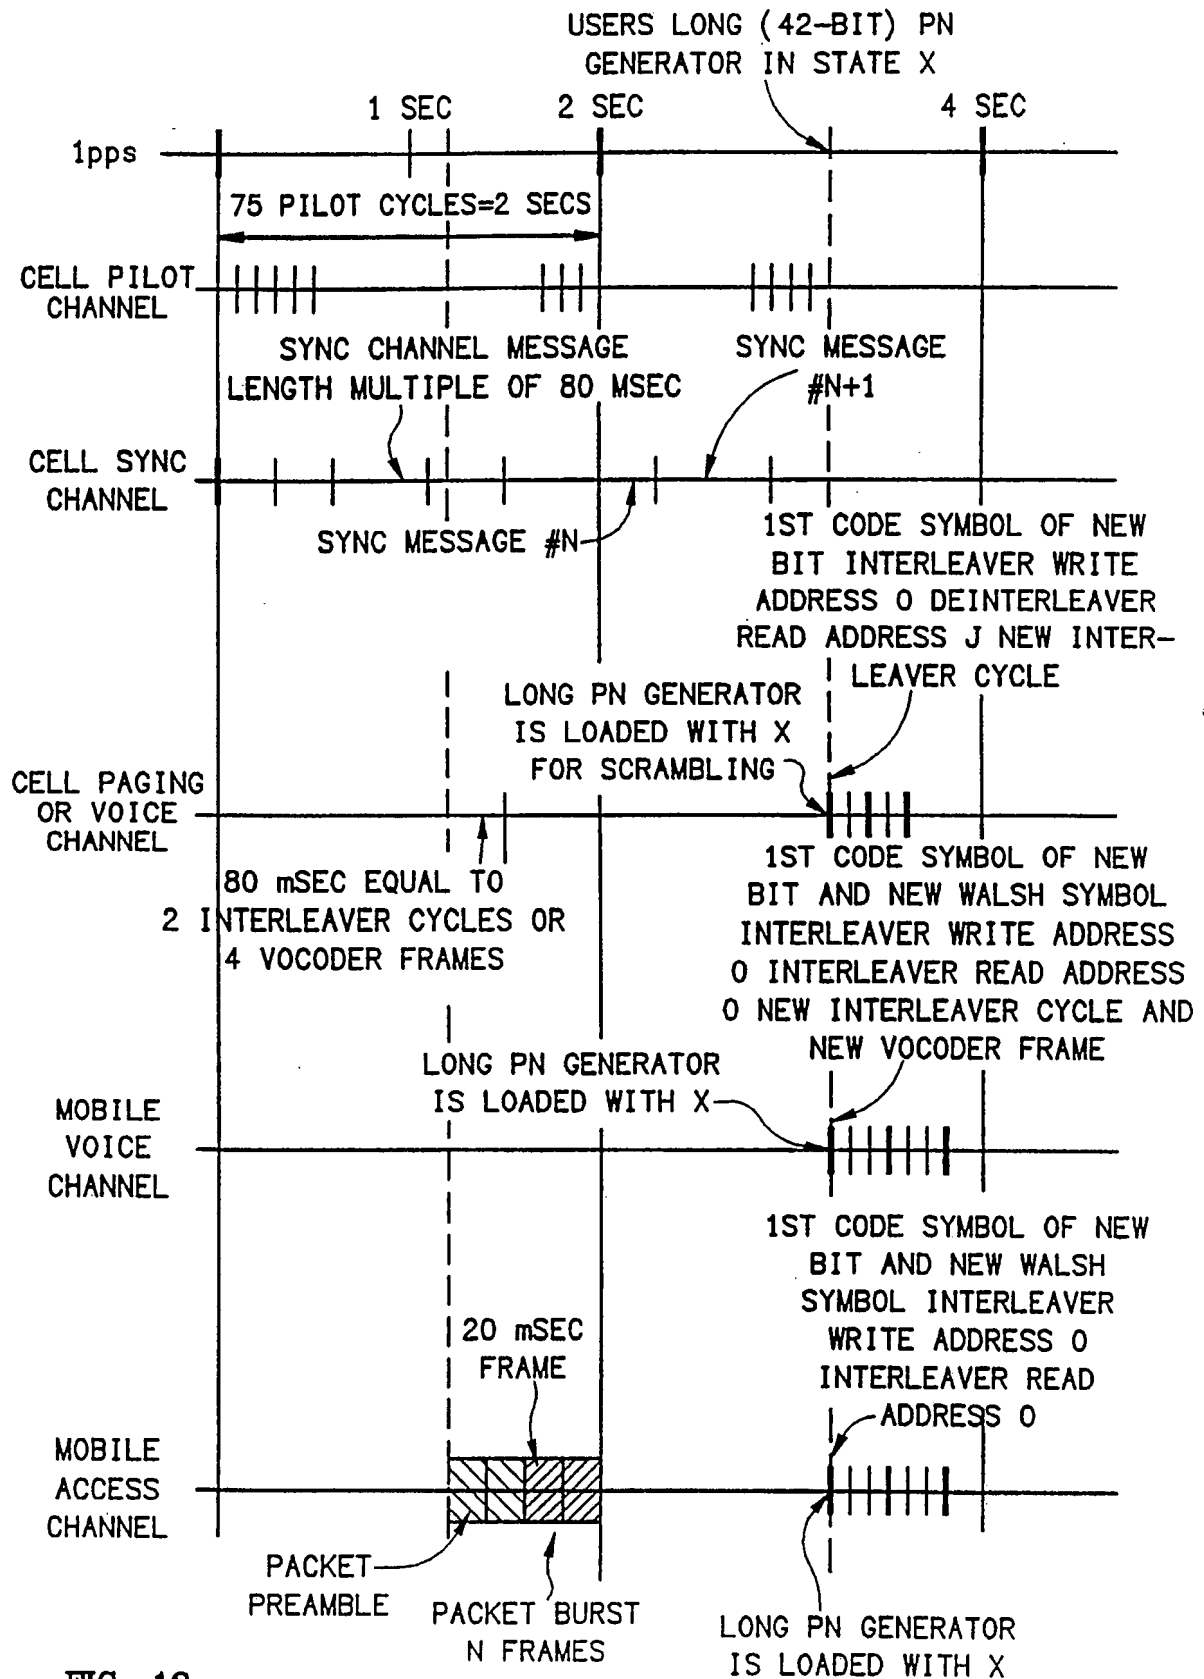 USERS LONG (42-BIT) PN
GENERATOR IN STATE X
1 SEC
2 SEC
4 SEC
1pps
75 PILOT CYCLES=2 SECS
CELL PILOT
CHANNEL
SYNC CHANNEL MESSAGE
LENGTH MULTIPLE OF 80 MSEC
SYNC MESSAGE
#N+1
CELL SYNC
CHANNEL
SYNC MESSAGE #N
1ST CODE SYMBOL OF NEW
BIT INTERLEAVER WRITE
ADDRESS 0 DEINTERLEAVER
READ ADDRESS J NEW INTER-
LEAVER CYCLE
LONG PN GENERATOR
IS LOADED WITH X
FOR SCRAMBLING
CELL PAGING
OR VOICE
CHANNEL
80 mSEC EQUAL TO
2 INTERLEAVER CYCLES OR
4 VOCODER FRAMES
1ST CODE SYMBOL OF NEW
BIT AND NEW WALSH SYMBOL
INTERLEAVER WRITE ADDRESS
0 INTERLEAVER READ ADDRESS
0 NEW INTERLEAVER CYCLE AND
NEW VOCODER FRAME
LONG PN GENERATOR
IS LOADED WITH X
MOBILE
VOICE
CHANNEL
1ST CODE SYMBOL OF NEW
BIT AND NEW WALSH
SYMBOL INTERLEAVER
WRITE ADDRESS 0
INTERLEAVER READ
ADDRESS 0
20 mSEC
FRAME
MOBILE
ACCESS
CHANNEL
PACKET
PREAMBLE
PACKET BURST
N FRAMES
LONG PN GENERATOR
IS LOADED WITH X